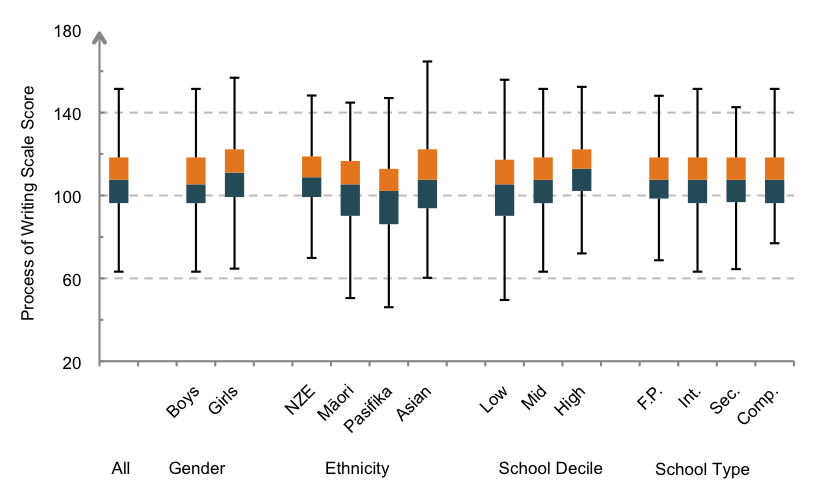 180
140
100
60
20
Process of Writing Scale Score
Boys Girls NZE Māori Pasifika Asian Low Mid High F.P. Int. Sec. Comp.
All Gender Ethnicity School Decile School Type